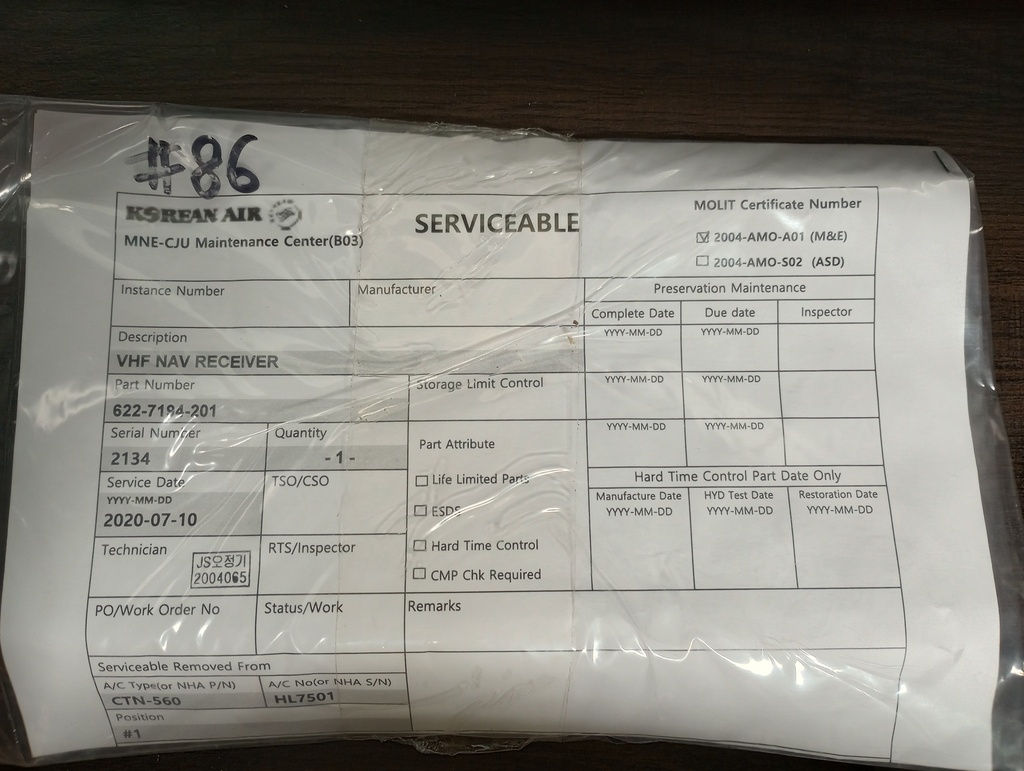 #86
KOREAN AIR
MNE-CJU Maintenance Center(B03)
SERVICEABLE
MOLIT Certificate Number
☑ 2004-AMO-A01 (M&E)
☐ 2004-AMO-S02 (ASD)
Instance Number
Manufacturer
Preservation Maintenance
Complete Date Due date Inspector
YYYY-MM-DD YYYY-MM-DD
Description
VHF NAV RECEIVER
Part Number
622-7194-201
Storage Limit Control
YYYY-MM-DD YYYY-MM-DD
Serial Number
2134
Quantity
- 1 -
Part Attribute
YYYY-MM-DD YYYY-MM-DD
Service Date
YYYY-MM-DD
2020-07-10
TSO/CSO
☐ Life Limited Parts
☐ ESDS
Hard Time Control Part Date Only
Manufacture Date HYD Test Date Restoration Date
YYYY-MM-DD YYYY-MM-DD YYYY-MM-DD
Technician
JS오정기
2004065
RTS/Inspector
☐ Hard Time Control
☐ CMP Chk Required
PO/Work Order No
Status/Work
Remarks
Serviceable Removed From
A/C Type(or NHA P/N)
CTN-560
A/C No(or NHA S/N)
HL7501
Position
#1